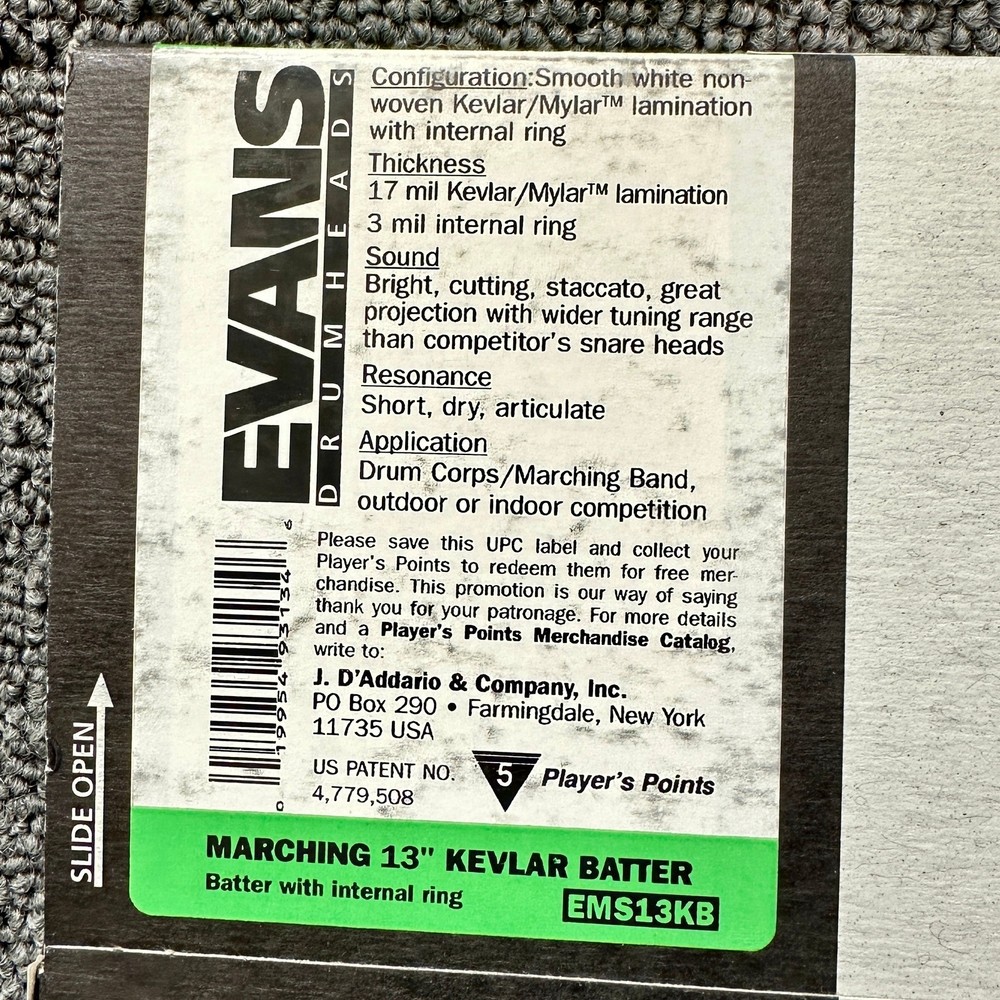 EVANS
DRUMHEADS
Configuration:Smooth white non-
woven Kevlar/Mylar™ lamination
with internal ring
Thickness
17 mil Kevlar/Mylar™ lamination
3 mil internal ring
Sound
Bright, cutting, staccato, great
projection with wider tuning range
than competitor's snare heads
Resonance
Short, dry, articulate
Application
Drum Corps/Marching Band,
outdoor or indoor competition
Please save this UPC label and collect your
Player's Points to redeem them for free mer-
chandise. This promotion is our way of saying
thank you for your patronage. For more details
and a Player's Points Merchandise Catalog,
write to:
J. D'Addario & Company, Inc.
PO Box 290 • Farmingdale, New York
11735 USA
US PATENT NO.
4,779,508
5 Player's Points
0 19954 93134 6
SLIDE OPEN
MARCHING 13" KEVLAR BATTER
Batter with internal ring
EMS13KB